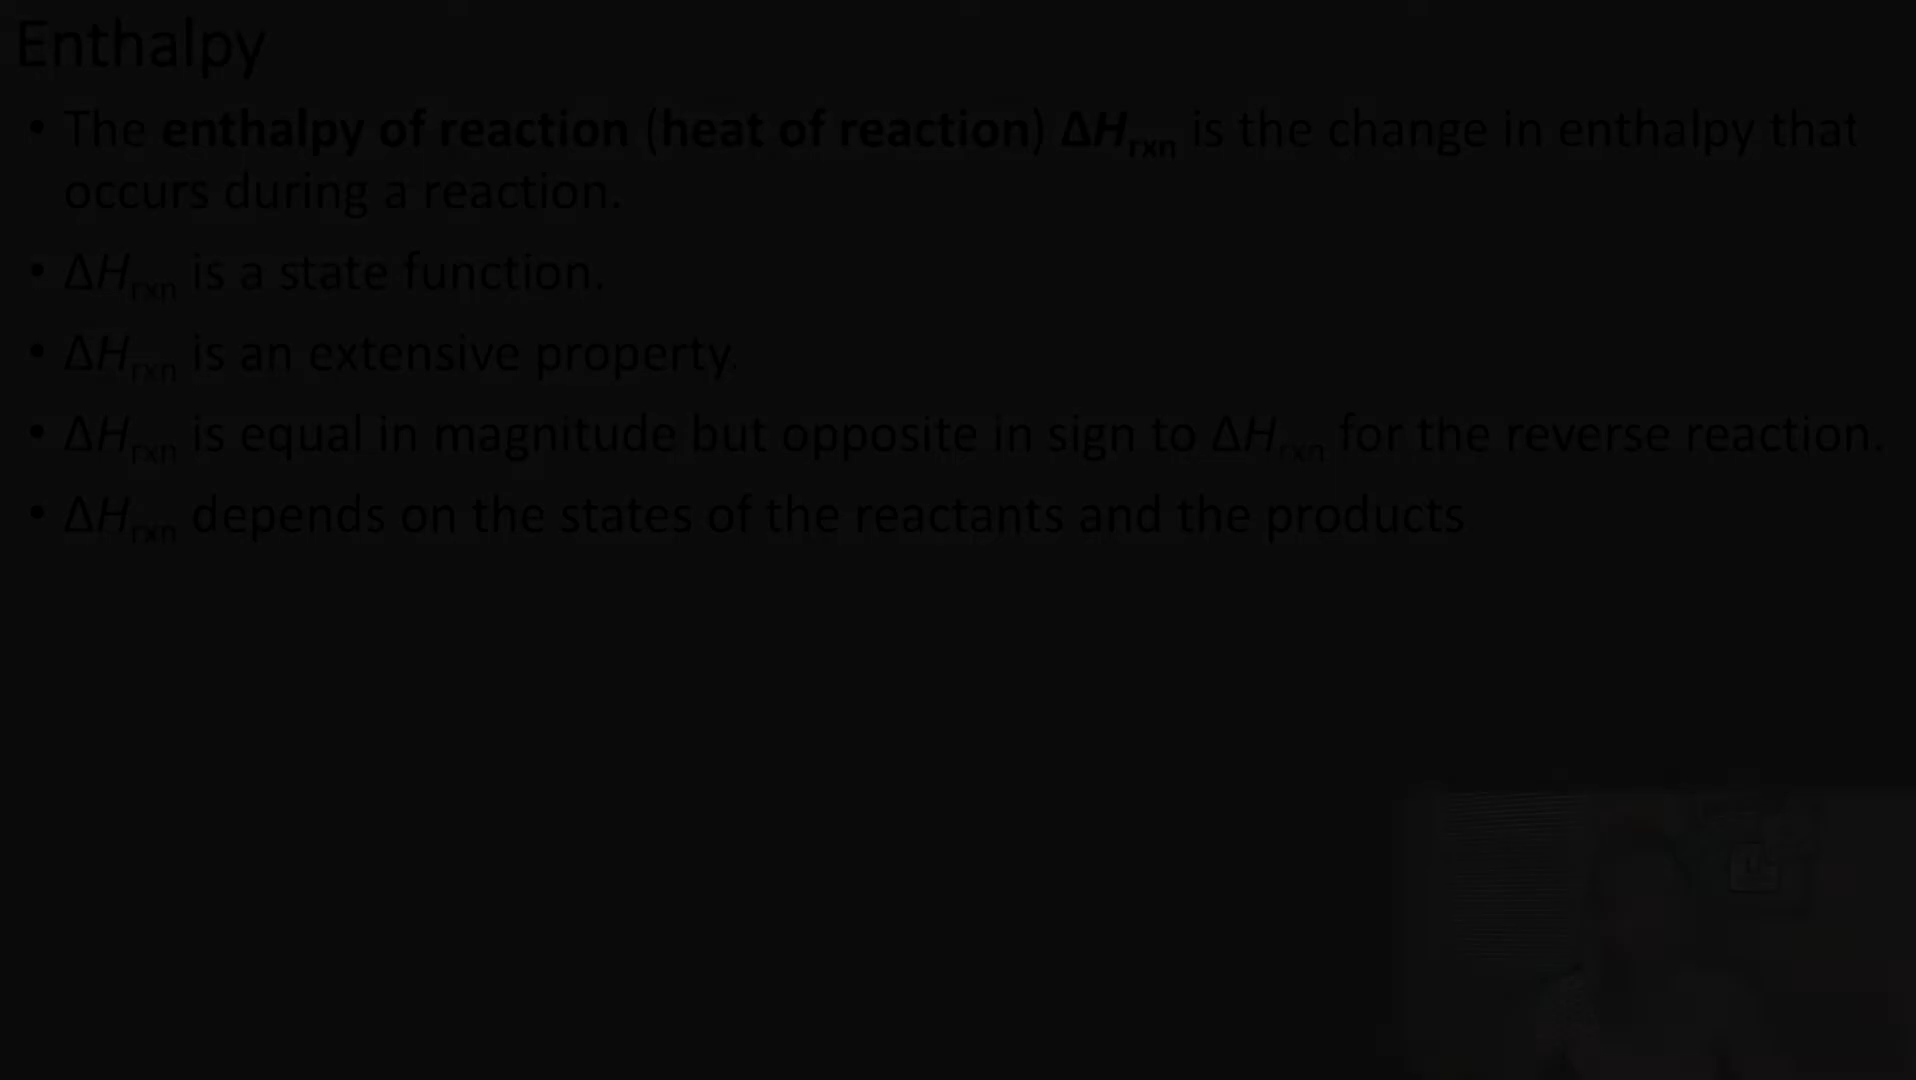 Enthalpy
• The enthalpy of reaction (heat of reaction) ΔHrxn is the change in enthalpy that
occurs during a reaction.
• ΔHrxn is a state function.
• ΔHrxn is an extensive property.
• ΔHrxn is equal in magnitude but opposite in sign to ΔHrxn for the reverse reaction.
• ΔHrxn depends on the states of the reactants and the products